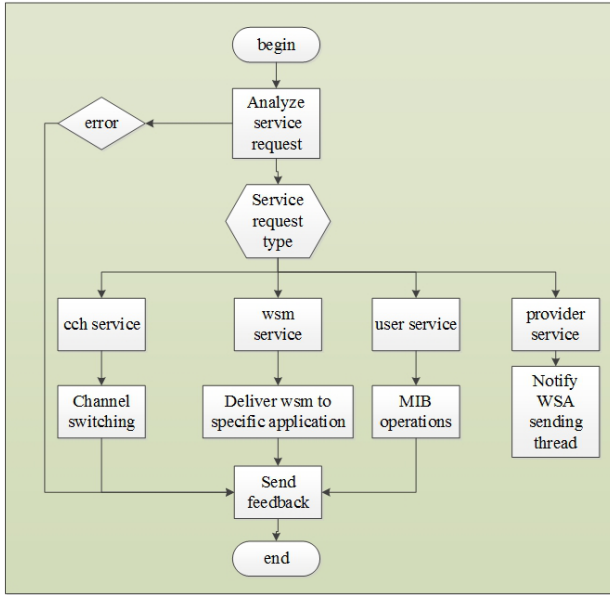 begin
error
Analyze
service
request
Service
request
type
cch service
wsm
service
user service
provider
service
Channel
switching
Deliver wsm to
specific application
MIB
operations
Notify
WSA
sending
thread
Send
feedback
end